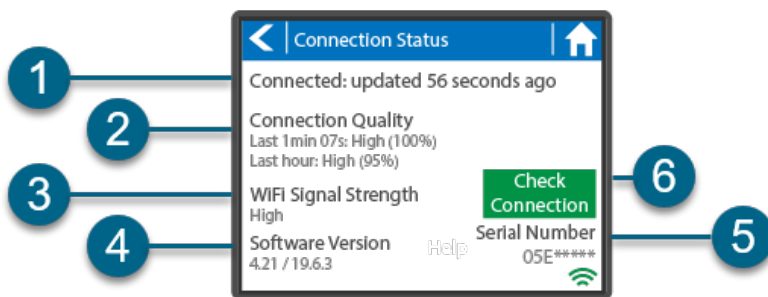 Connection Status
1
Connected: updated 56 seconds ago
2
Connection Quality
Last 1min 07s: High (100%)
Last hour: High (95%)
3
WiFi Signal Strength
High
Check
Connection
6
4
Software Version
4.21 / 19.6.3
Help
Serial Number
05E*****
5